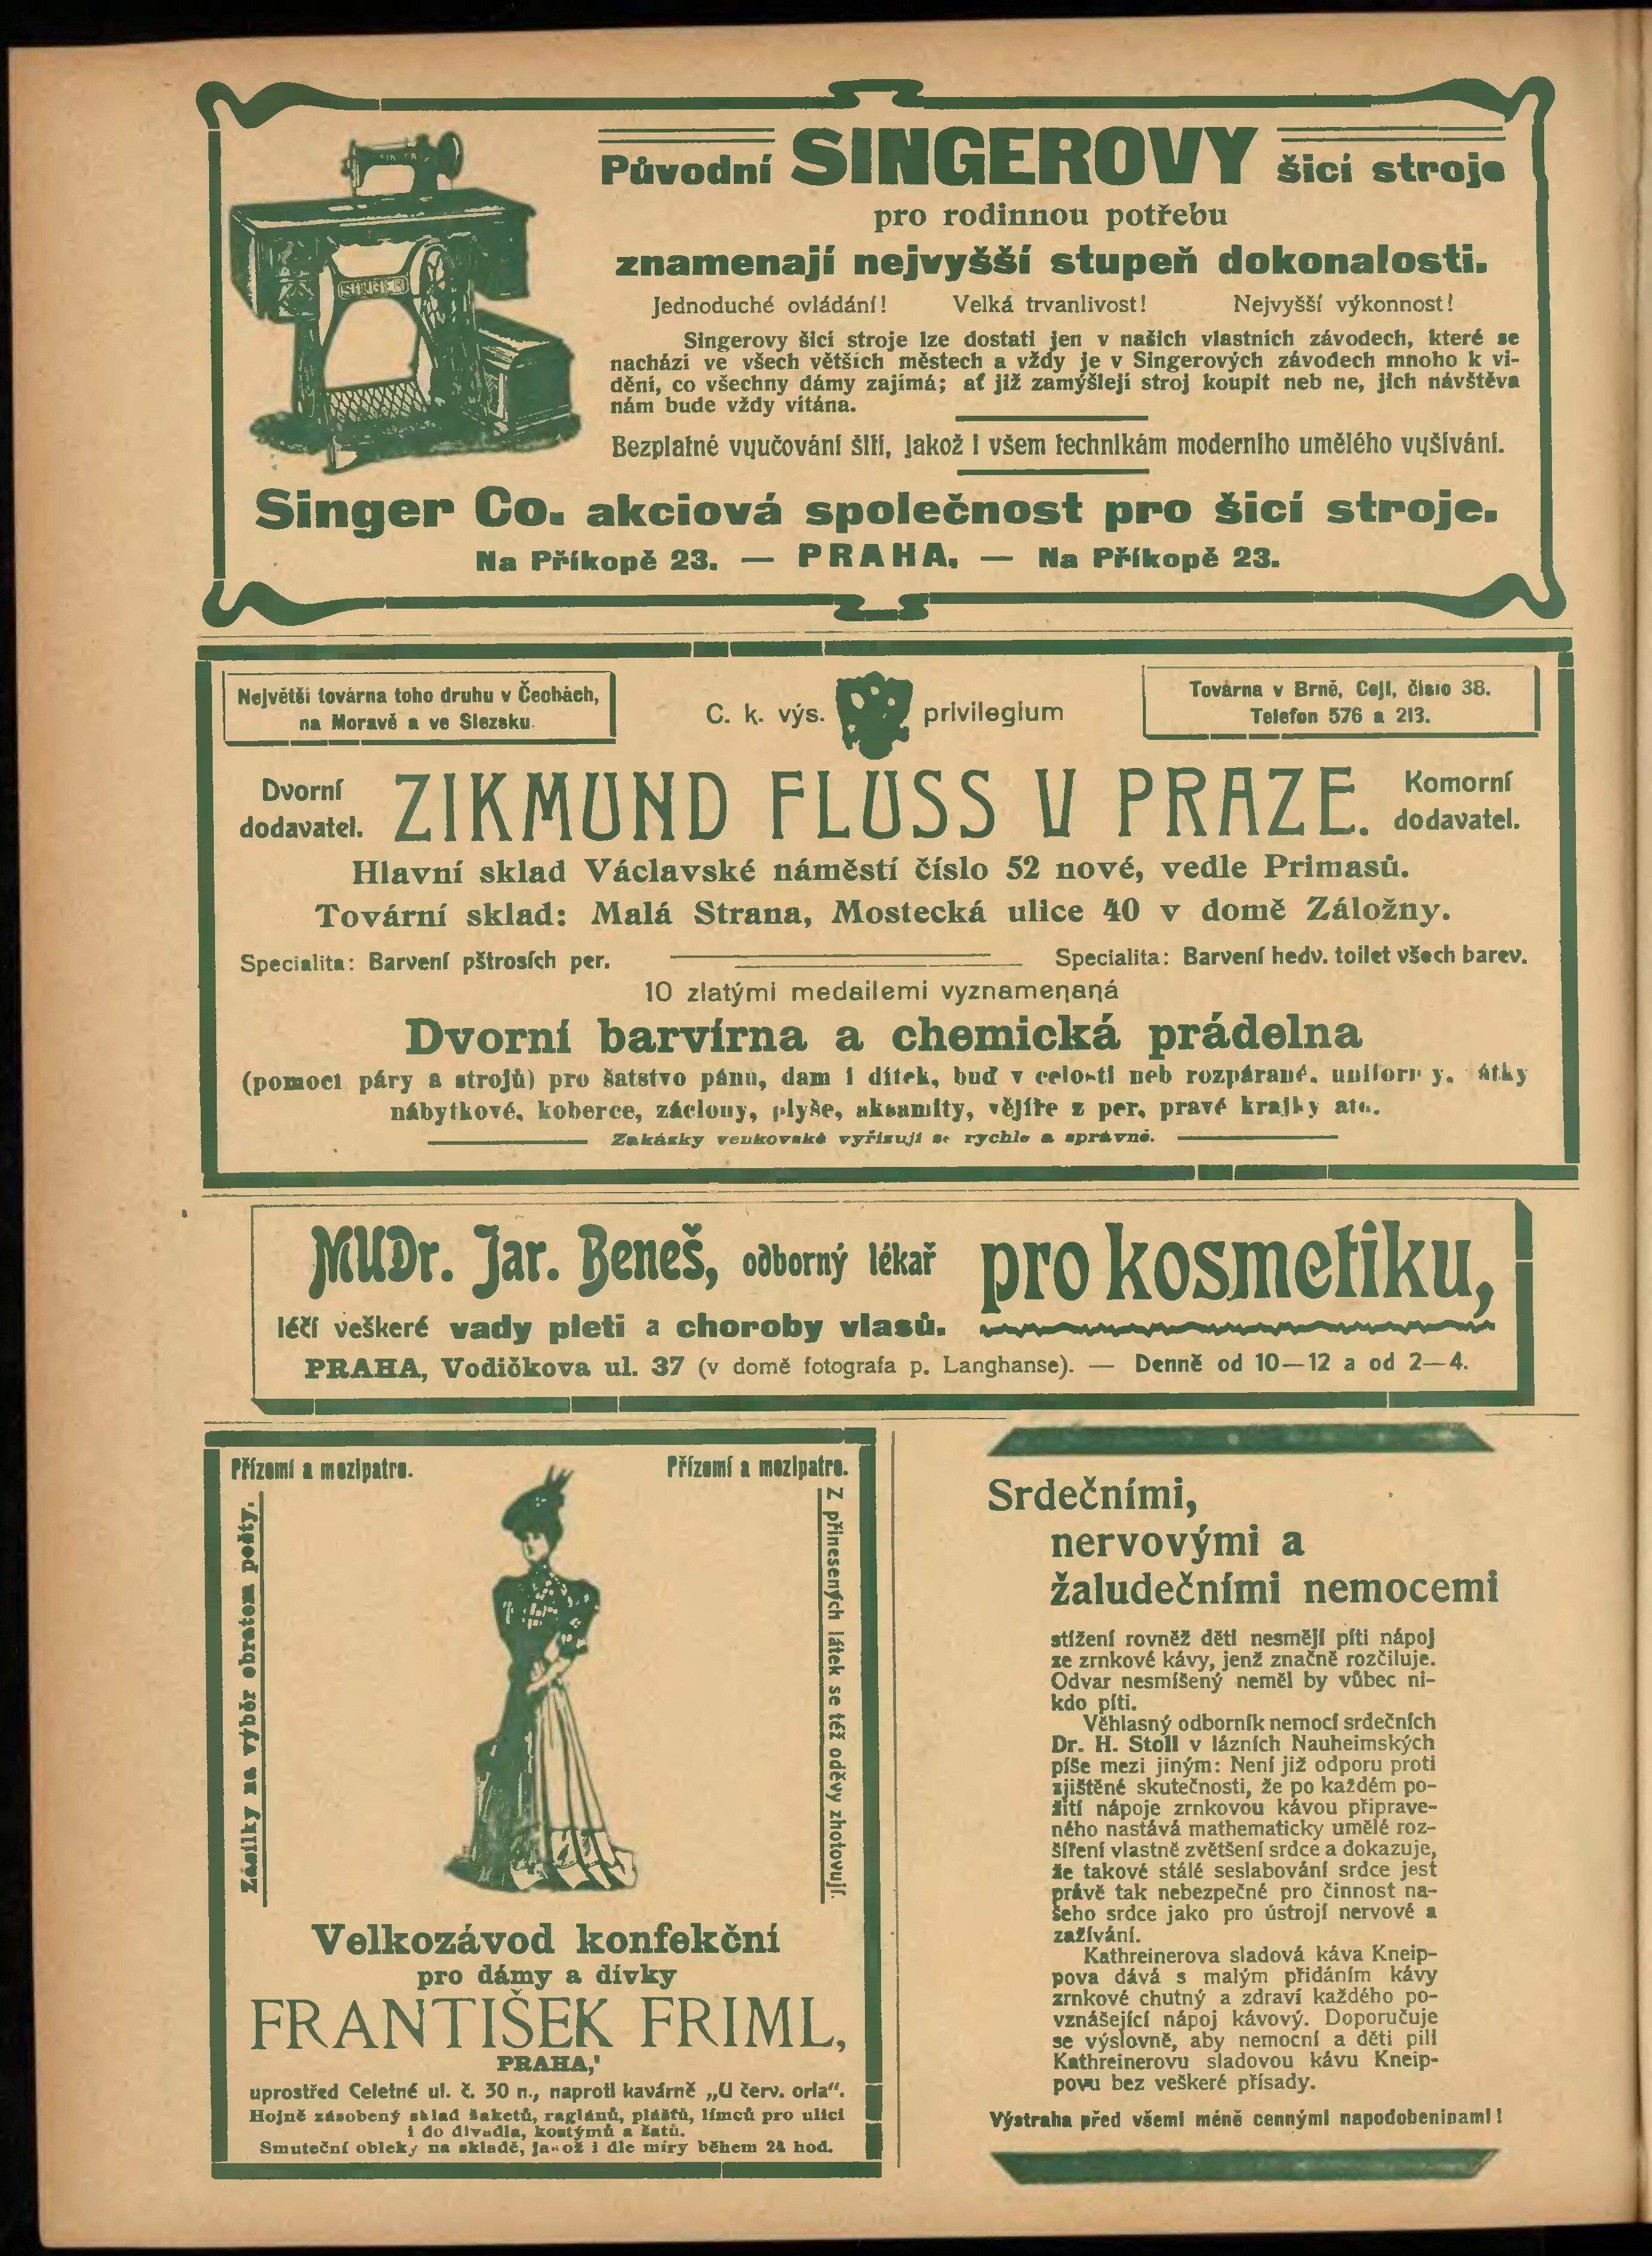 Původní SINGEROVY šicí stroje
pro rodinnou potřebu
znamenají nejvyšší stupeň dokonalosti.
Jednoduché ovládání! Velká trvanlivost! Nejvyšší výkonnost!
Singerovy šicí stroje lze dostati jen v našich vlastních závodech, které se
nachází ve všech větších městech a vždy je v Singerových závodech mnoho k vi-
dění, co všechny dámy zajímá; ať již zamýšlejí stroj koupit neb ne, jich návštěva
nám bude vždy vítána.
Bezplatné vyučování šití, jakož i všem technikám moderního umělého vyšívání.
Singer Co. akciová společnost pro šicí stroje.
Na Příkopě 23. — PRAHA, — Na Příkopě 23.
SINGER
SINGER
Největší továrna toho druhu v Čechách,
na Moravě a ve Slezsku.
C. k. výs. privilegium
Továrna v Brně, Cejl, číslo 38.
Telefon 576 a 213.
Dvorní
dodavatel.
ZIKMUND FLUSS V PRAZE.
Komorní
dodavatel.
Hlavní sklad Václavské náměstí číslo 52 nové, vedle Primasů.
Tovární sklad: Malá Strana, Mostecká ulice 40 v domě Záložny.
Specialita: Barvení pštrosích per. Specialita: Barvení hedv. toilet všech barev.
10 zlatými medailemi vyznamenaná
Dvorní barvírna a chemická prádelna
(pomocí páry a strojů) pro šatstvo pánů, dam i dítek, buď v celosti neb rozpárané, uniformy, látky
nábytkové, koberce, záclony, plyše, aksamity, vějíře z per, pravé krajky atd.
Zakázky venkovské vyřizují se rychle a správně.
MUDr. Jar. Beneš, odborný lékař pro kosmetiku,
léčí veškeré vady pleti a choroby vlasů.
PRAHA, Vodičkova ul. 37 (v domě fotografa p. Langhanse). — Denně od 10—12 a od 2—4.
Přízemí a mezipatro. Přízemí a mezipatro.
Zásilky na výběr obratem pošty.
Z přinesených látek se též oděvy zhotovují.
Velkozávod konfekční
pro dámy a dívky
FRANTIŠEK FRIML,
PRAHA,
uprostřed Celetné ul. č. 30 n., naproti kavárně „U červ. orla“.
Hojně zásobený sklad žaketů, raglánů, plášťů, límců pro ulici
i do divadla, kostýmů a šatů.
Smuteční obleky na skladě, jakož i dle míry během 24 hod.
Srdečními,
nervovými a
žaludečními nemocemi
stížení rovněž děti nesmějí píti nápoj
ze zrnkové kávy, jenž značně rozčiluje.
Odvar nesmíšený neměl by vůbec ni-
kdo píti.
Věhlasný odborník nemocí srdečních
Dr. H. Stoll v lázních Nauheimských
píše mezi jiným: Není již odporu proti
zjištěné skutečnosti, že po každém po-
žití nápoje zrnkovou kávou připrave-
ného nastává mathematicky umělé roz-
šíření vlastně zvětšení srdce a dokazuje,
že takové stálé seslabování srdce jest
právě tak nebezpečné pro činnost na-
šeho srdce jako pro ústrojí nervové a
zažívání.
Kathreinerova sladová káva Kneip-
pova dává s malým přidáním kávy
zrnkové chutný a zdraví každého po-
vznášející nápoj kávový. Doporučuje
se výslovně, aby nemocní a děti pili
Kathreinerovu sladovou kávu Kneip-
povu bez veškeré přísady.
Výstraha před všemi méně cennými napodobeninami!